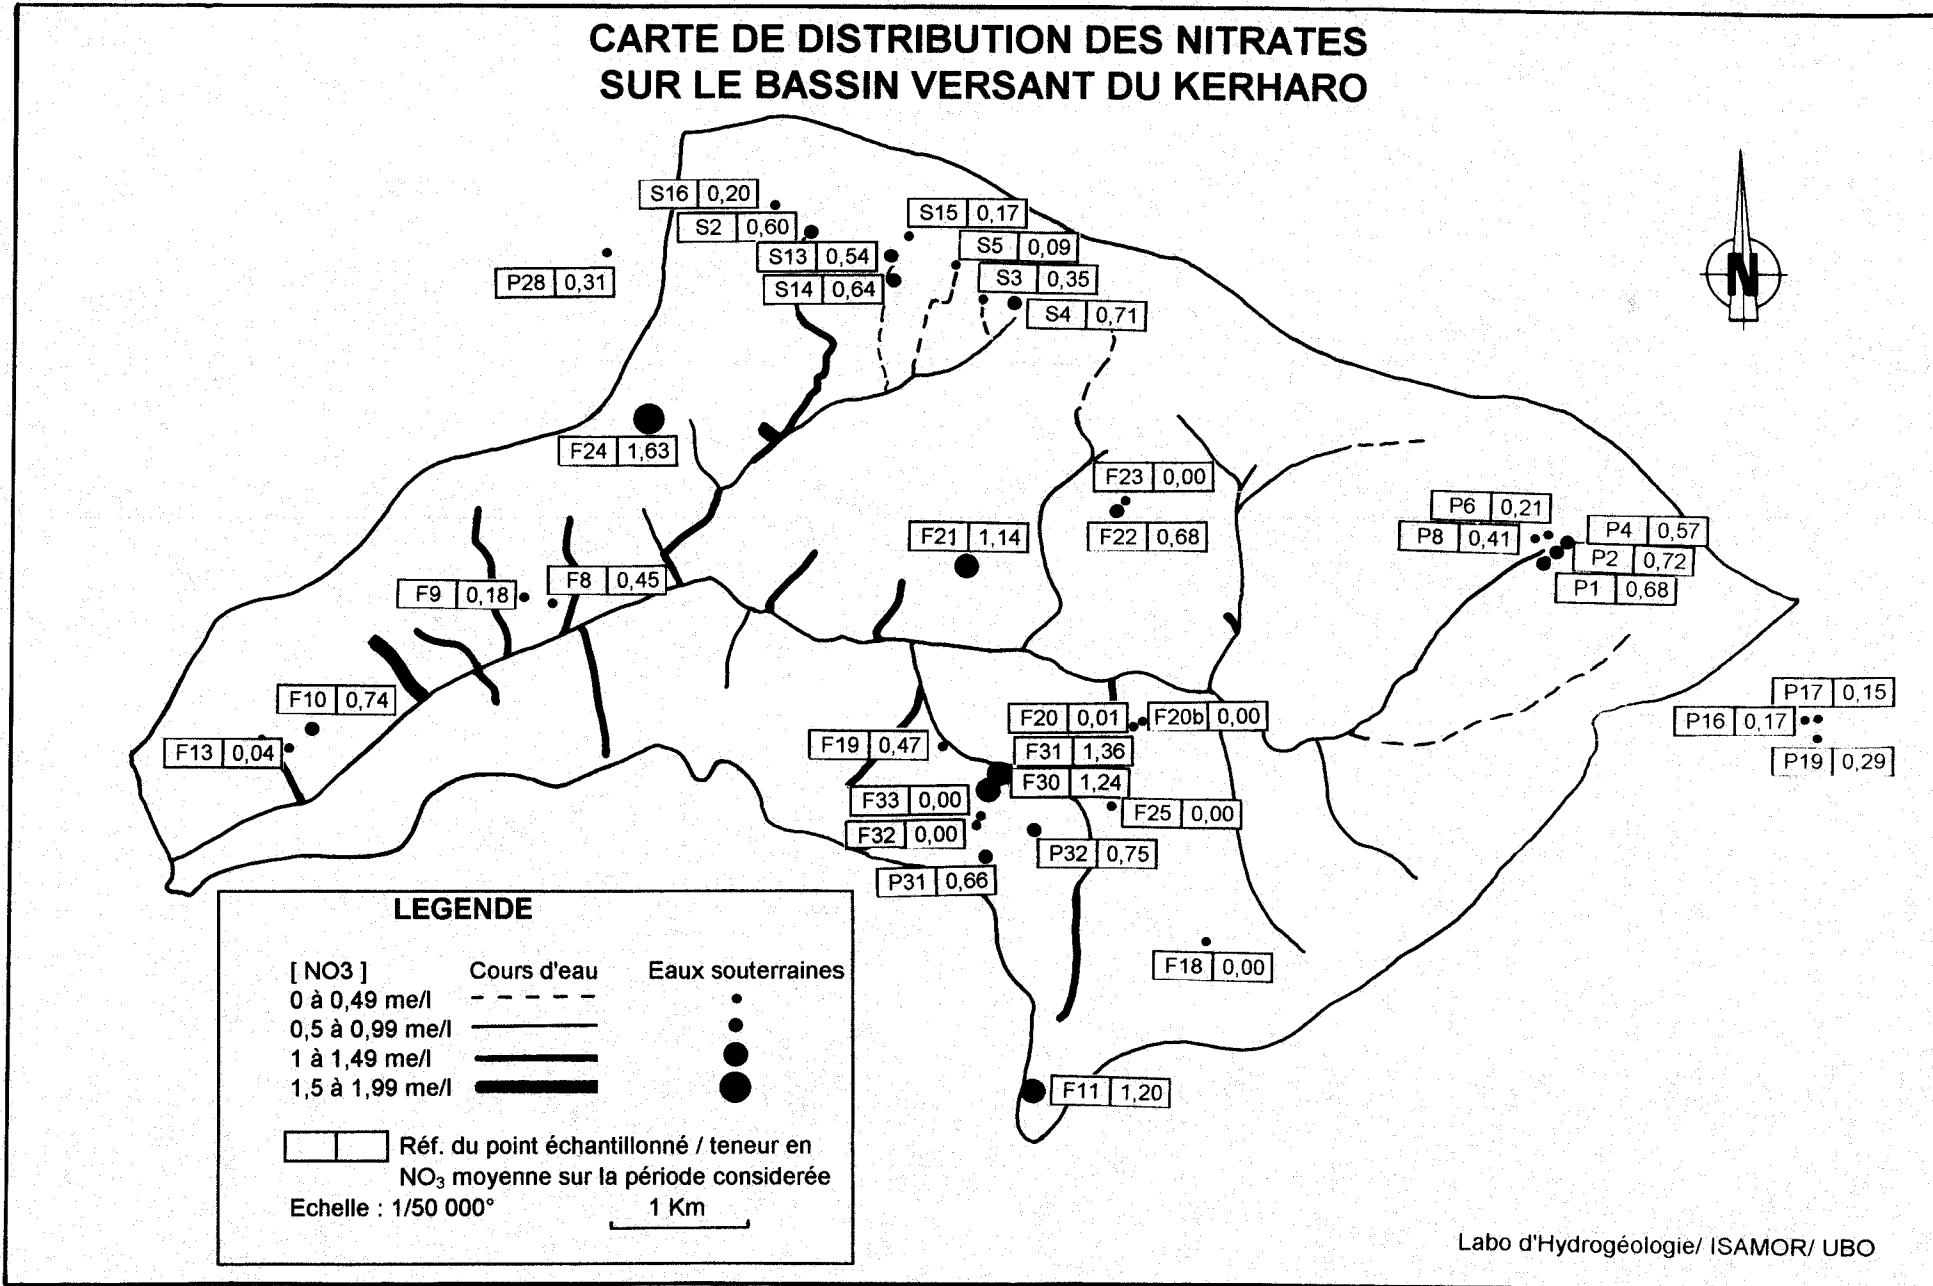 CARTE DE DISTRIBUTION DES NITRATES
SUR LE BASSIN VERSANT DU KERHARO
N
S16 0,20
S2 0,60
S13 0,54
S14 0,64
S15 0,17
S5 0,09
S3 0,35
S4 0,71
P28 0,31
F24 1,63
F23 0,00
F22 0,68
F21 1,14
P6 0,21
P8 0,41
P4 0,57
P2 0,72
P1 0,68
F9 0,18
F8 0,45
F10 0,74
F13 0,04
P17 0,15
P16 0,17
P19 0,29
F20 0,01
F20b 0,00
F19 0,47
F31 1,36
F30 1,24
F33 0,00
F32 0,00
F25 0,00
P32 0,75
P31 0,66
F18 0,00
F11 1,20
LEGENDE
[ NO3 ] Cours d'eau Eaux souterraines
0 à 0,49 me/l
0,5 à 0,99 me/l
1 à 1,49 me/l
1,5 à 1,99 me/l
Réf. du point échantillonné / teneur en
NO₃ moyenne sur la période considerée
Echelle : 1/50 000° 1 Km
Labo d'Hydrogéologie/ ISAMOR/ UBO